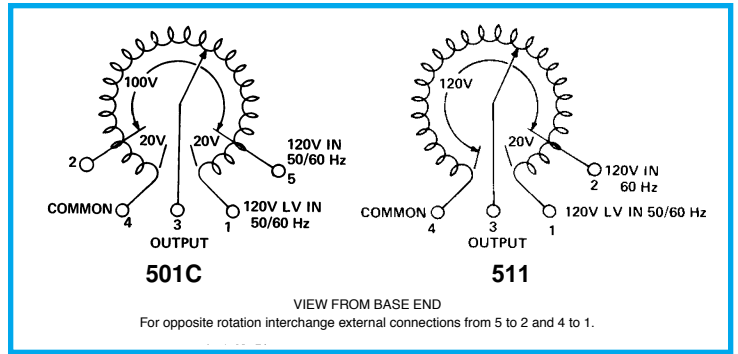 100V
20V
20V
2
120V IN
50/60 Hz
5
COMMON
4
3
1
120V LV IN
50/60 Hz
OUTPUT
501C
120V
20V
2
120V IN
60 Hz
COMMON
4
3
1
120V LV IN 50/60 Hz
OUTPUT
511
VIEW FROM BASE END
For opposite rotation interchange external connections from 5 to 2 and 4 to 1.